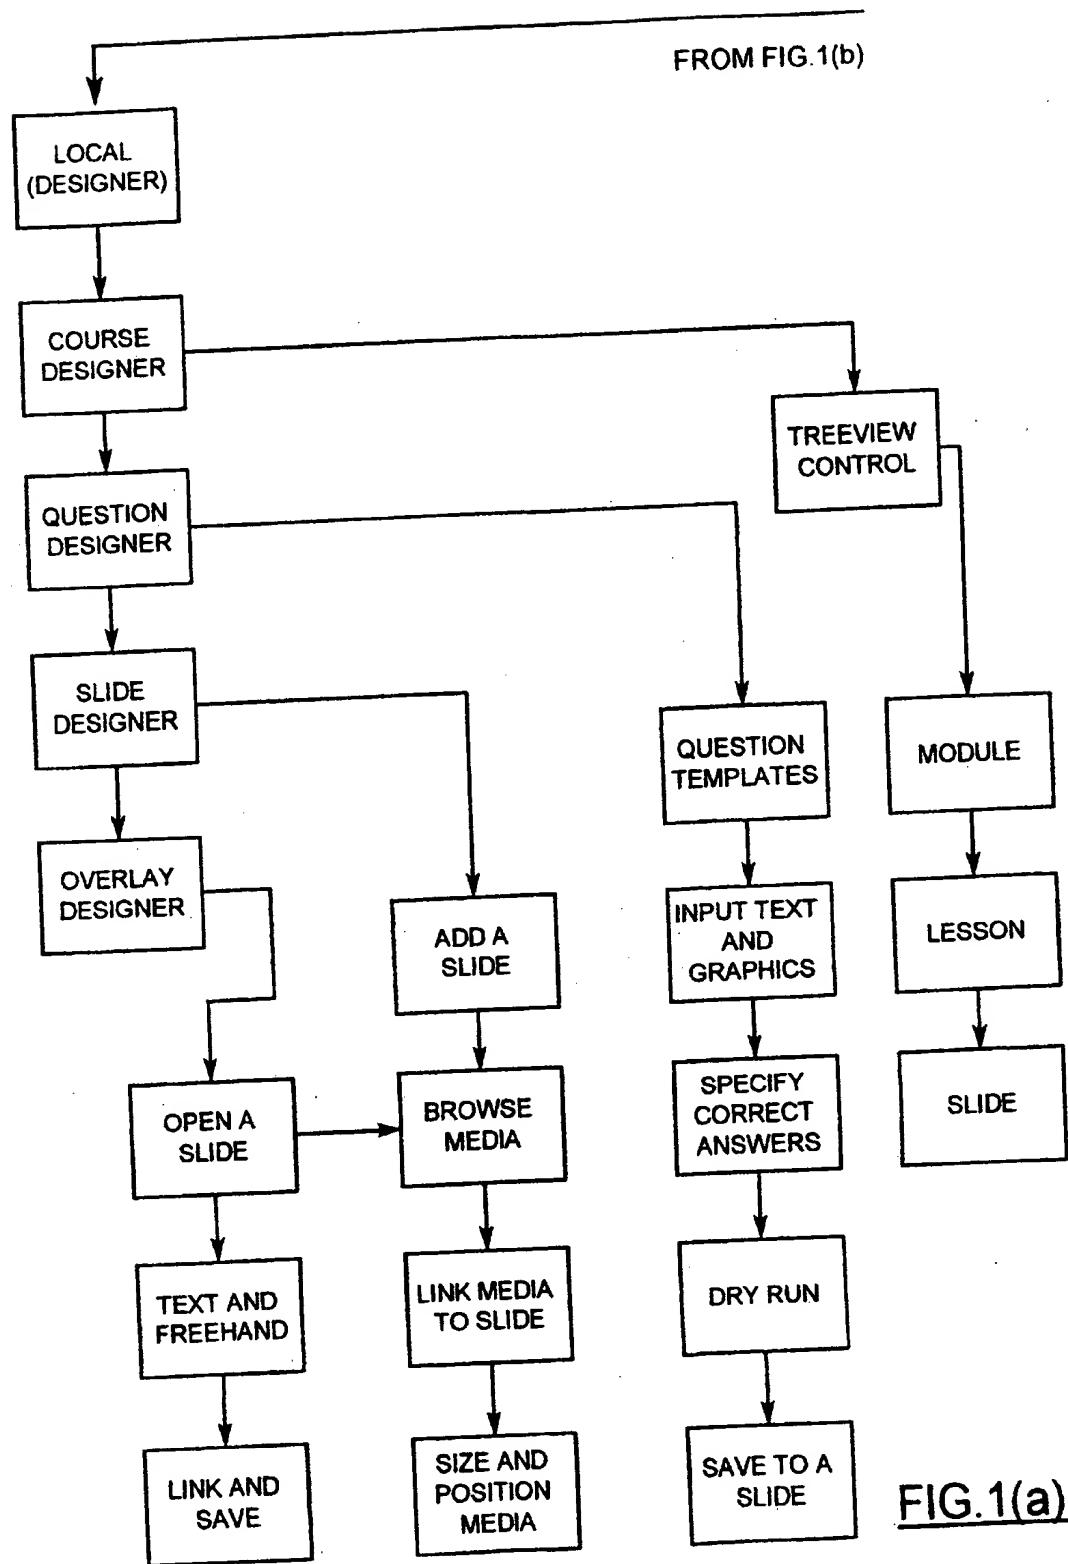 FROM FIG.1(b)
LOCAL
(DESIGNER)
COURSE
DESIGNER
TREEVIEW
CONTROL
QUESTION
DESIGNER
SLIDE
DESIGNER
QUESTION
TEMPLATES
MODULE
OVERLAY
DESIGNER
ADD A
SLIDE
INPUT TEXT
AND
GRAPHICS
LESSON
OPEN A
SLIDE
BROWSE
MEDIA
SPECIFY
CORRECT
ANSWERS
SLIDE
TEXT AND
FREEHAND
LINK MEDIA
TO SLIDE
DRY RUN
LINK AND
SAVE
SIZE AND
POSITION
MEDIA
SAVE TO A
SLIDE
FIG.1(a)